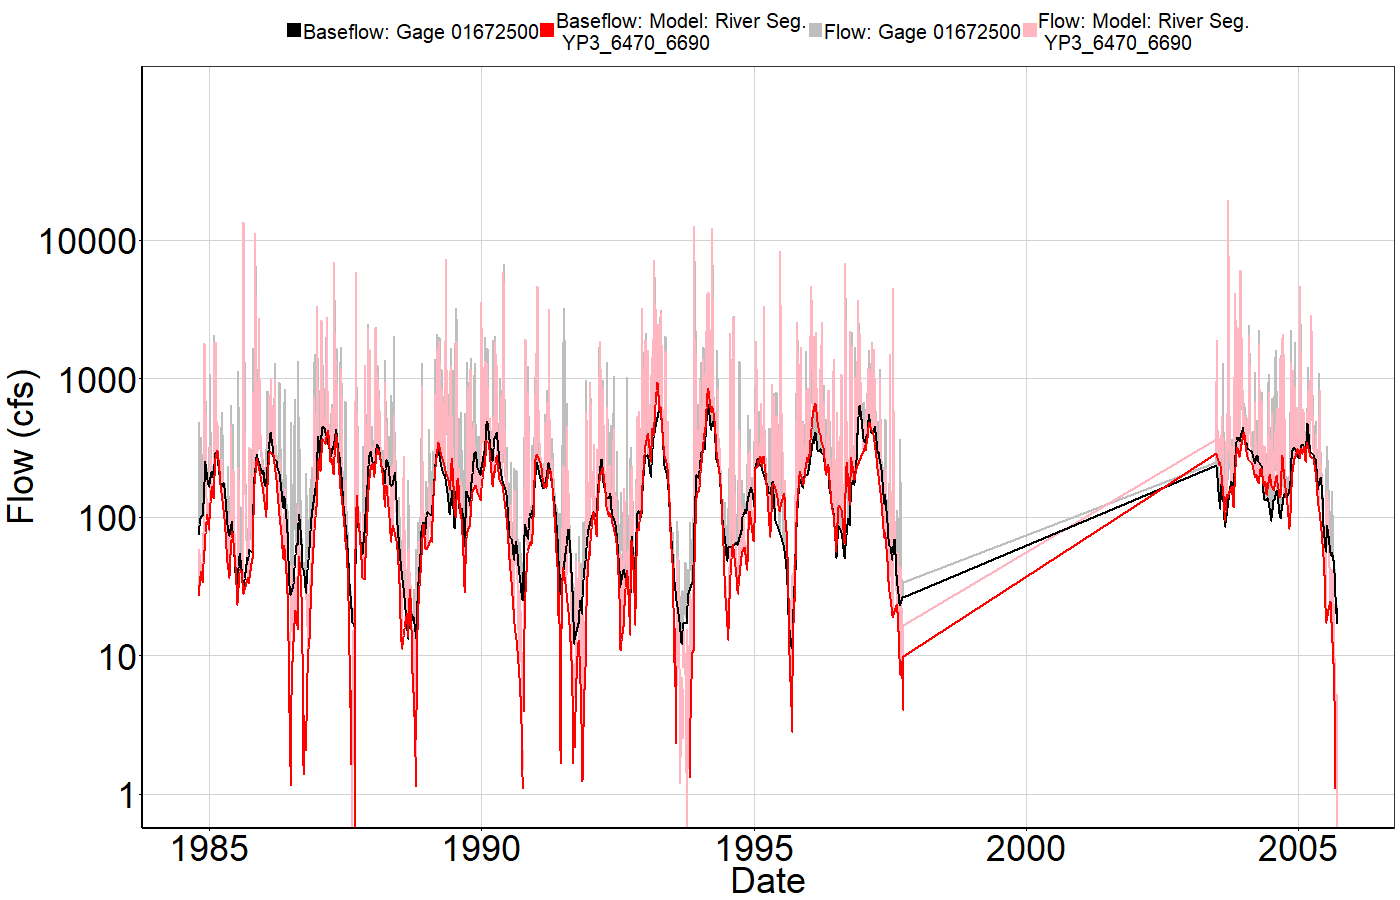 Baseflow: Gage 01672500
Baseflow: Model: River Seg.
YP3_6470_6690
Flow: Gage 01672500
Flow: Model: River Seg.
YP3_6470_6690
Flow (cfs)
10000
1000
100
10
1
1985
1990
1995
2000
2005
Date